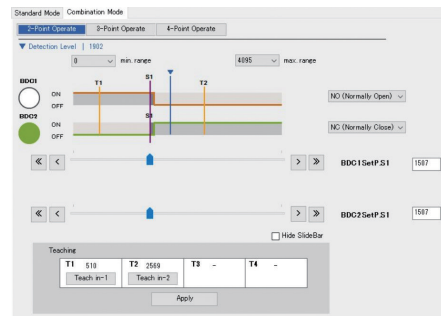 Standard Mode Combination Mode
2-Point Operate 3-Point Operate 4-Point Operate
▼ Detection Level | 1902
0 min. range 4095 max. range
BDC1 T1 S1 T2
ON
OFF
NO (Normally Open)
BDC2 S1
ON
OFF
NC (Normally Close)
BDC1SetP.S1 1507
BDC2SetP.S1 1507
Hide SlideBar
Teaching
T1 510 T2 2569 T3 - T4 -
Teach in-1 Teach in-2
Apply